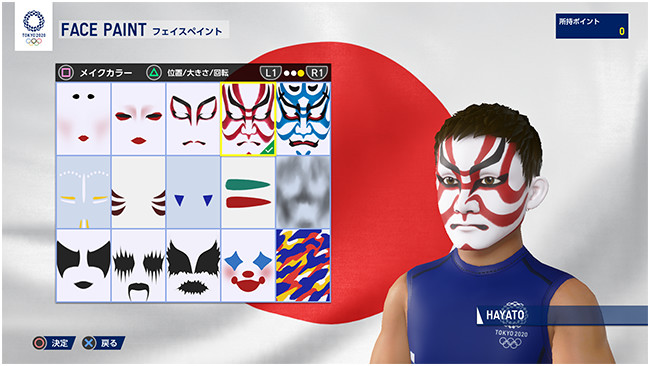 TOKYO 2020
FACE PAINT フェイスペイント
所持ポイント
0
メイクカラー 位置/大きさ/回転 L1 R1
HAYATO
TOKYO 2020
決定 戻る